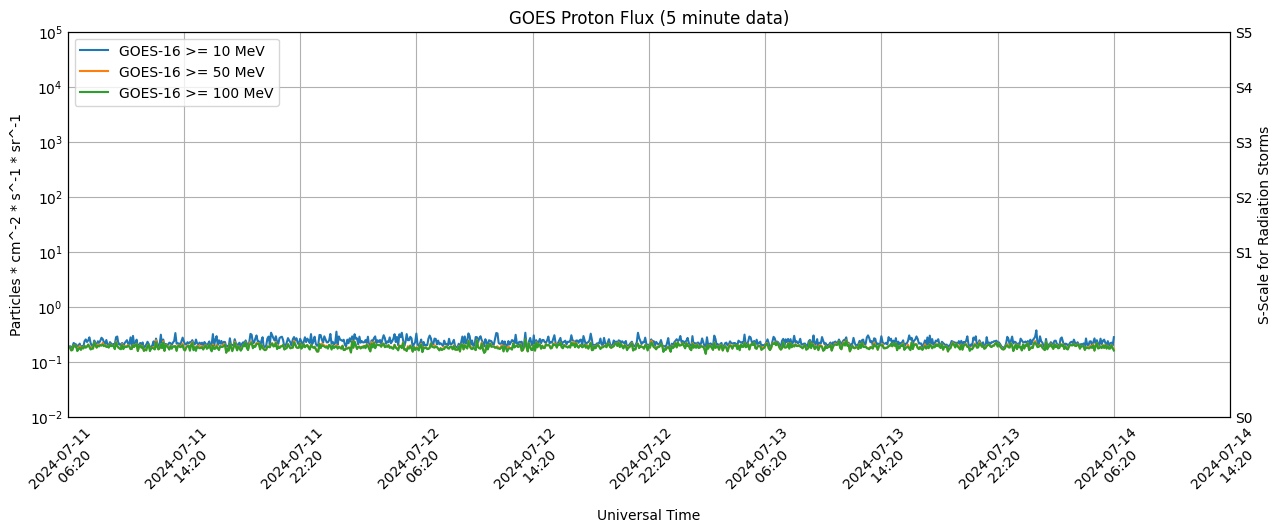 GOES Proton Flux (5 minute data)
GOES-16 >= 10 MeV
GOES-16 >= 50 MeV
GOES-16 >= 100 MeV
Particles * cm^-2 * s^-1 * sr^-1
10^5
10^4
10^3
10^2
10^1
10^0
10^-1
10^-2
S5
S4
S3
S2
S1
S0
S-Scale for Radiation Storms
2024-07-11
06:20
2024-07-11
14:20
2024-07-11
22:20
2024-07-12
06:20
2024-07-12
14:20
2024-07-12
22:20
2024-07-13
06:20
2024-07-13
14:20
2024-07-13
22:20
2024-07-14
06:20
2024-07-14
14:20
Universal Time